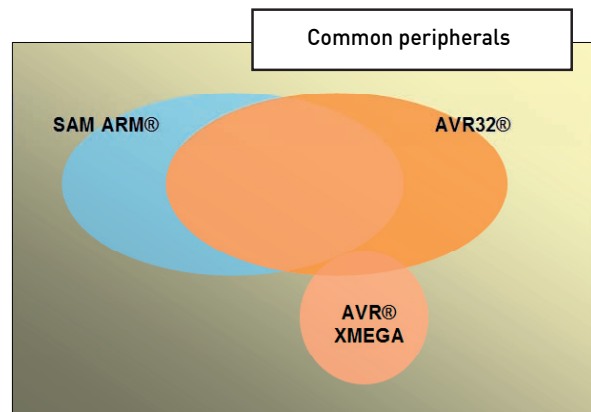 Common peripherals
SAM ARM®
AVR32®
AVR®
XMEGA